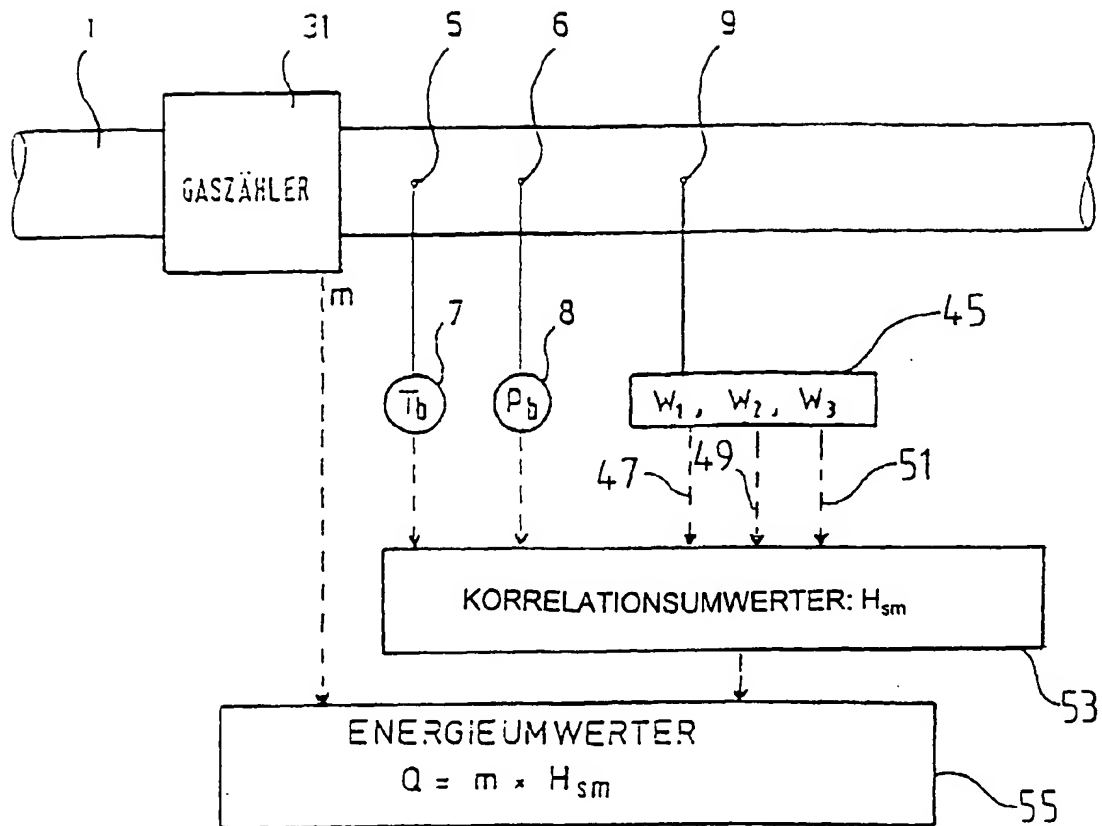 1
31
5
6
9
GASZÄHLER
m
7
8
45
Tb
Pb
W₁, W₂, W₃
47
49
51
KORRELATIONSUMWERTER: Hsm
53
ENERGIEUMWERTER
Q = m × Hsm
55